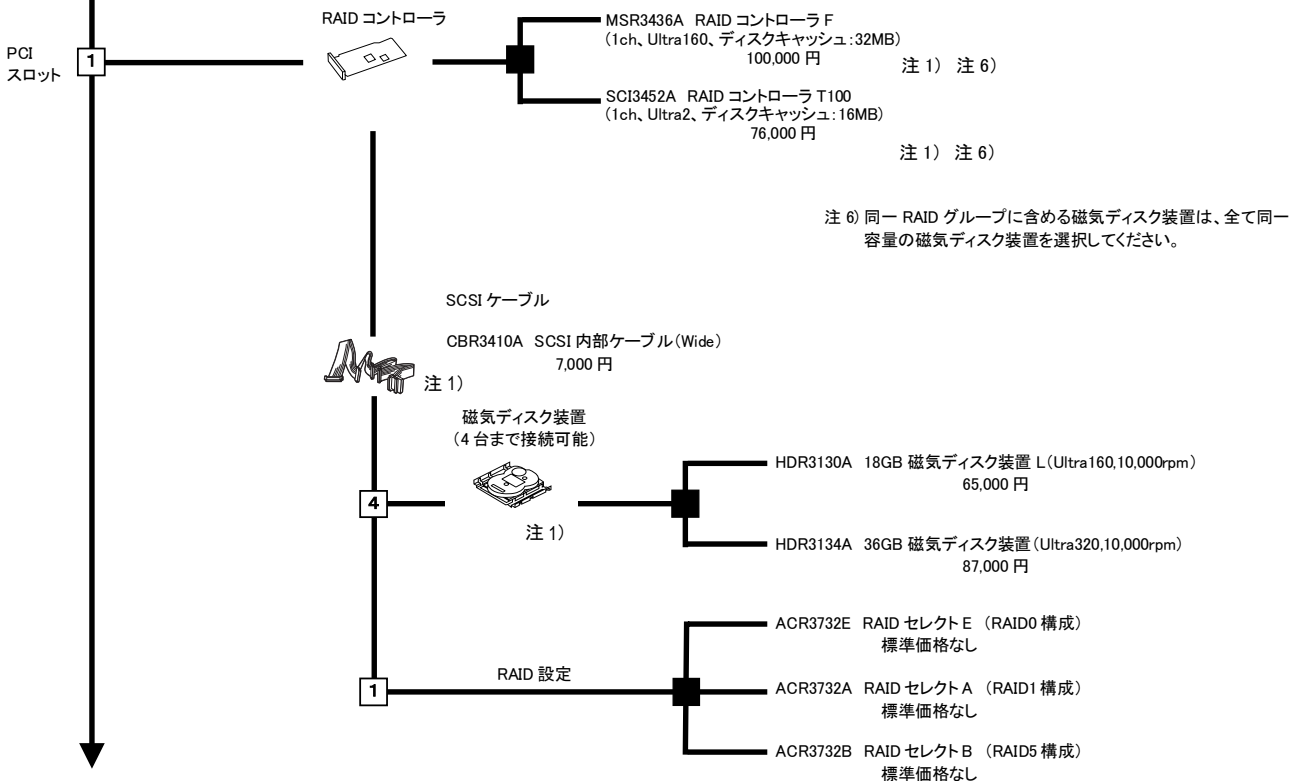 RAID コントローラ
PCI
スロット
1
MSR3436A RAID コントローラ F
(1ch、Ultra160、ディスクキャッシュ:32MB)
100,000 円
注 1) 注 6)
SCI3452A RAID コントローラ T100
(1ch、Ultra2、ディスクキャッシュ:16MB)
76,000 円
注 1) 注 6)
注 6) 同一 RAID グループに含める磁気ディスク装置は、全て同一
容量の磁気ディスク装置を選択してください。
SCSI ケーブル
CBR3410A SCSI 内部ケーブル(Wide)
7,000 円
注 1)
磁気ディスク装置
(4 台まで接続可能)
4
注 1)
HDR3130A 18GB 磁気ディスク装置 L(Ultra160,10,000rpm)
65,000 円
HDR3134A 36GB 磁気ディスク装置(Ultra320,10,000rpm)
87,000 円
1
RAID 設定
ACR3732E RAID セレクト E (RAID0 構成)
標準価格なし
ACR3732A RAID セレクト A (RAID1 構成)
標準価格なし
ACR3732B RAID セレクト B (RAID5 構成)
標準価格なし